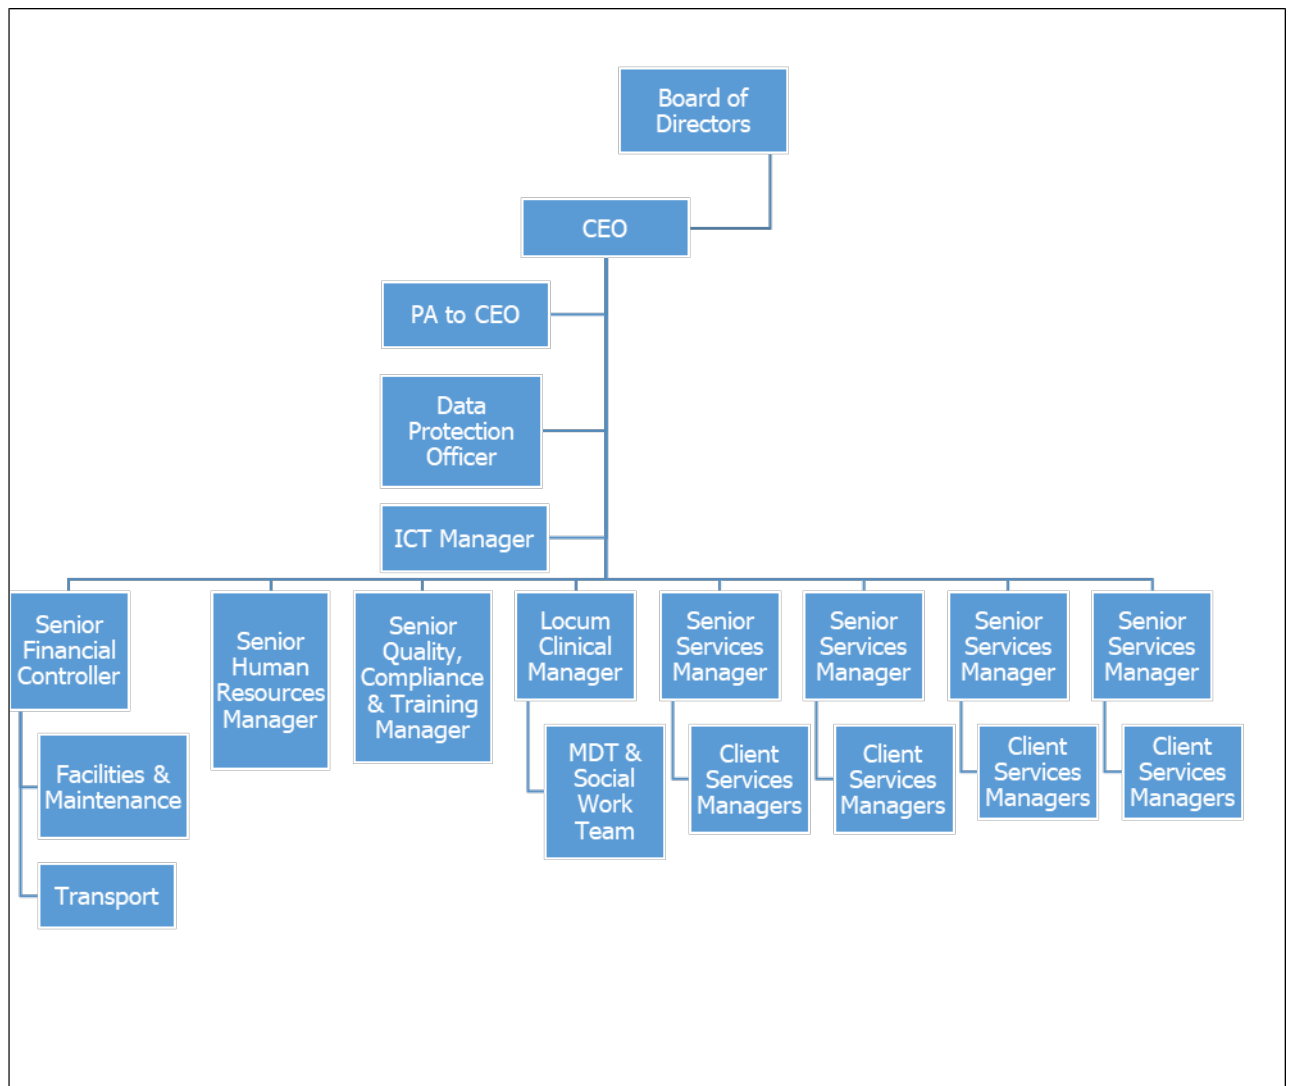 Board of
Directors
CEO
PA to CEO
Data
Protection
Officer
ICT Manager
Senior
Financial
Controller
Senior
Human
Resources
Manager
Senior
Quality,
Compliance
& Training
Manager
Locum
Clinical
Manager
Senior
Services
Manager
Senior
Services
Manager
Senior
Services
Manager
Senior
Services
Manager
Facilities &
Maintenance
Transport
MDT &
Social
Work
Team
Client
Services
Managers
Client
Services
Managers
Client
Services
Managers
Client
Services
Managers